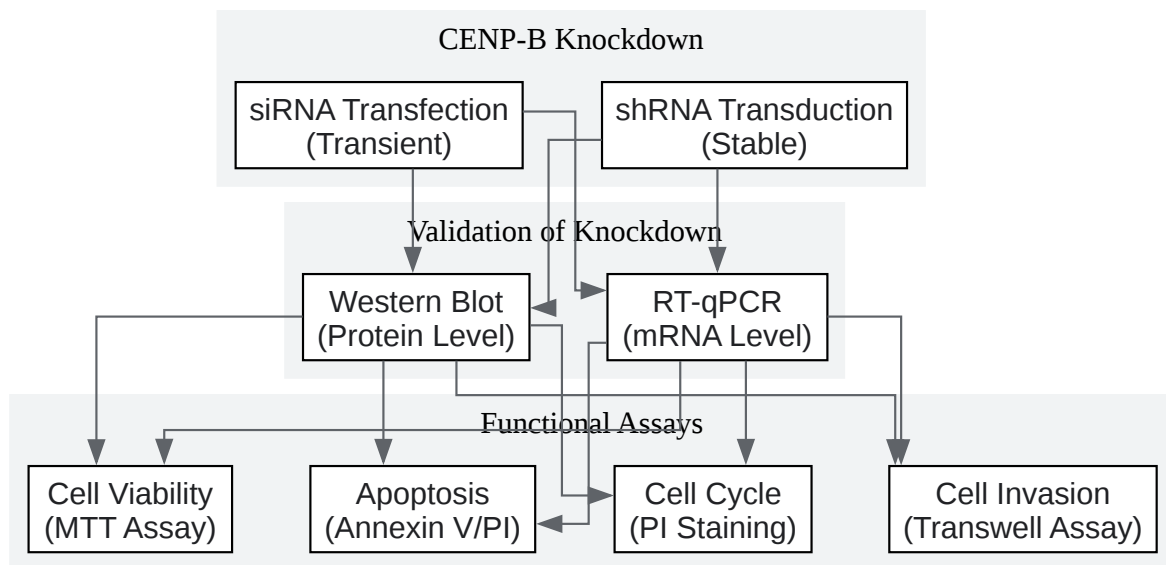 CENP-B Knockdown
siRNA Transfection
(Transient)
shRNA Transduction
(Stable)
Validation of Knockdown
Western Blot
(Protein Level)
RT-qPCR
(mRNA Level)
Functional Assays
Cell Viability
(MTT Assay)
Apoptosis
(Annexin V/PI)
Cell Cycle
(PI Staining)
Cell Invasion
(Transwell Assay)